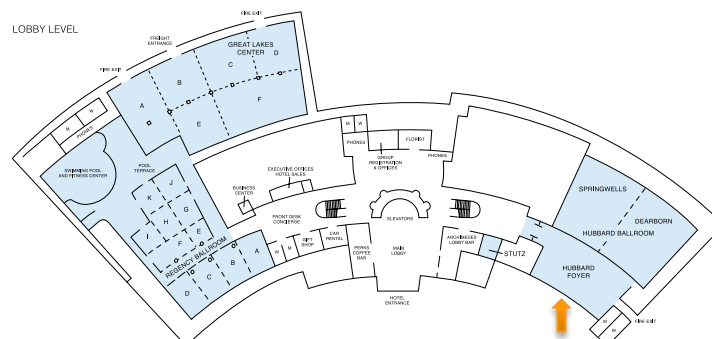 LOBBY LEVEL
FIRE EXIT
FREIGHT
ENTRANCE
FIRE EXIT
GREAT LAKES
CENTER
A
B
C
D
E
F
M
W
PHONES
SWIMMING POOL
AND FITNESS CENTER
POOL
TERRACE
K
J
H
G
I
F
E
REGENCY BALLROOM
D
C
B
A
BUSINESS
CENTER
EXECUTIVE OFFICES
HOTEL SALES
FRONT DESK
CONCIERGE
W
M
GIFT
SHOP
CAR
RENTAL
PERKS
COFFEE
BAR
MAIN
LOBBY
HOTEL
ENTRANCE
ELEVATORS
M
W
PHONES
GROUP
REGISTRATION
& OFFICES
FLORIST
PHONES
ARCHIMEDES
LOBBY BAR
STUTZ
SPRINGWELLS
DEARBORN
HUBBARD BALLROOM
HUBBARD
FOYER
FIRE EXIT
M
W